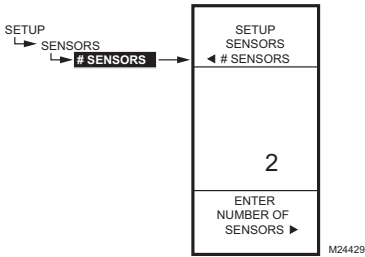 SETUP
SENSORS
# SENSORS
SETUP
SENSORS
◄ # SENSORS
2
ENTER
NUMBER OF
SENSORS ►
M24429